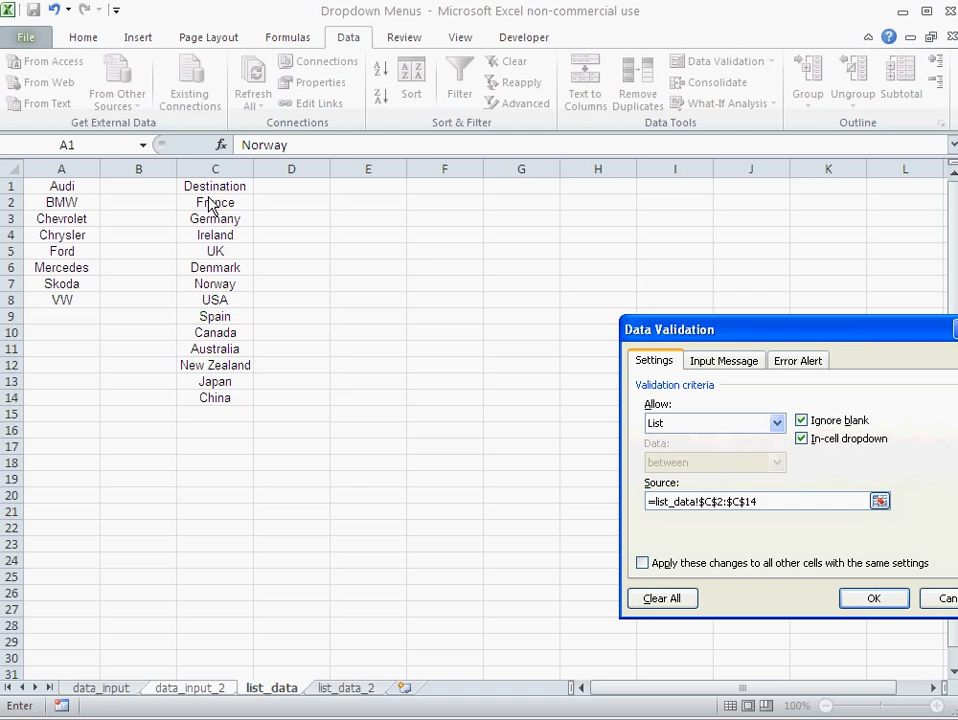 Dropdown Menus - Microsoft Excel non-commercial use
File Home Insert Page Layout Formulas Data Review View Developer
From Access
From Web
From Text
From Other Sources
Existing Connections
Get External Data
Refresh All
Connections
Properties
Edit Links
Connections
Sort
Filter
Clear
Reapply
Advanced
Sort & Filter
Text to Columns
Remove Duplicates
Data Validation
Consolidate
What-If Analysis
Data Tools
Group
Ungroup
Subtotal
Outline
A1 fx Norway
A B C D E F G H I J K L
1 Audi Destination
2 BMW France
3 Chevrolet Germany
4 Chrysler Ireland
5 Ford UK
6 Mercedes Denmark
7 Skoda Norway
8 VW USA
9 Spain
10 Canada
11 Australia
12 New Zealand
13 Japan
14 China
15
16
17
18
19
20
21
22
23
24
25
26
27
28
29
30
31
Data Validation
Settings Input Message Error Alert
Validation criteria
Allow:
List
Ignore blank
In-cell dropdown
Data:
between
Source:
=list_data!$C$2:$C$14
Apply these changes to all other cells with the same settings
Clear All OK Can
data_input data_input_2 list_data list_data_2
Enter 100%